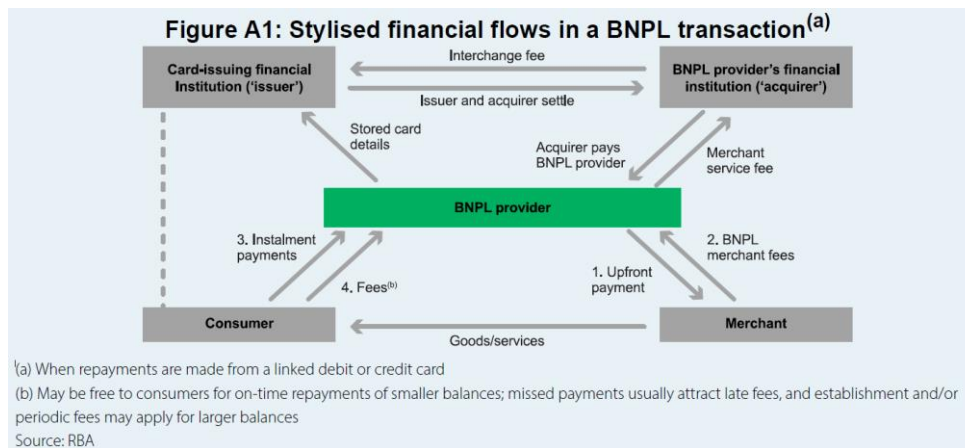 Figure A1: Stylised financial flows in a BNPL transaction(a)
Card-issuing financial
Institution ('issuer')
Interchange fee
Issuer and acquirer settle
BNPL provider's financial
institution ('acquirer')
Stored card
details
Acquirer pays
BNPL provider
Merchant
service fee
BNPL provider
3. Instalment
payments
4. Fees(b)
1. Upfront
payment
2. BNPL
merchant fees
Consumer
Goods/services
Merchant
(a) When repayments are made from a linked debit or credit card
(b) May be free to consumers for on-time repayments of smaller balances; missed payments usually attract late fees, and establishment and/or
periodic fees may apply for larger balances
Source: RBA